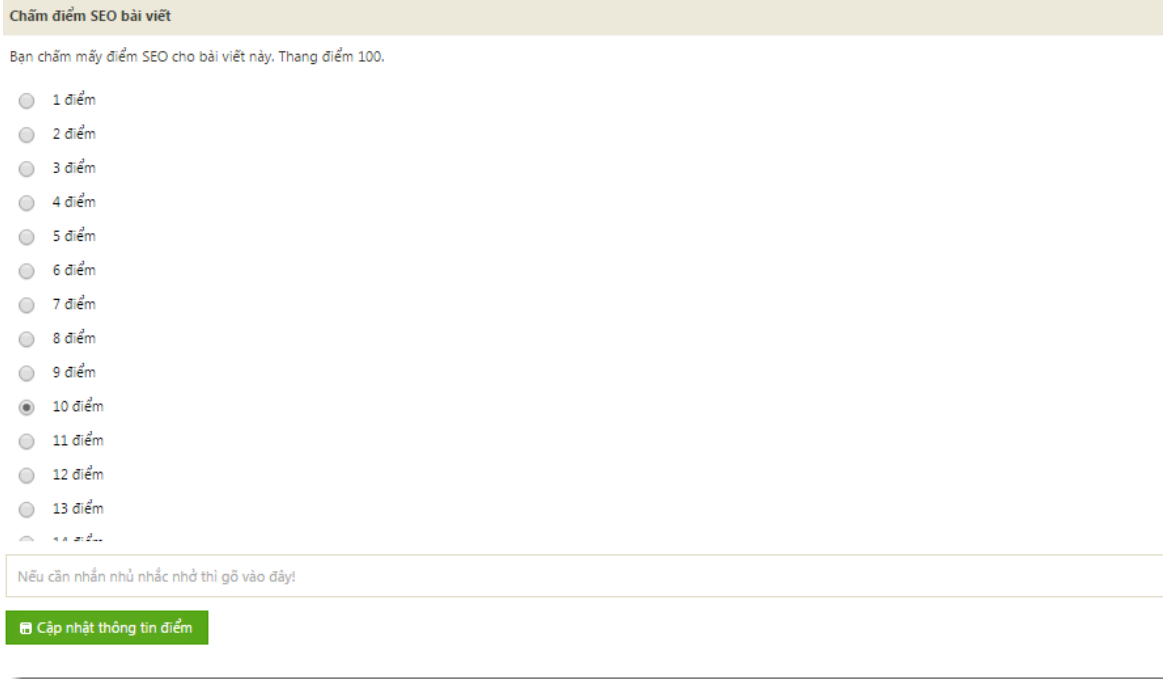 Chấm điểm SEO bài viết
Bạn chấm mấy điểm SEO cho bài viết này. Thang điểm 100.
1 điểm
2 điểm
3 điểm
4 điểm
5 điểm
6 điểm
7 điểm
8 điểm
9 điểm
10 điểm
11 điểm
12 điểm
13 điểm
14 điểm
Nếu cần nhắn nhủ nhắc nhở thì gõ vào đây!
Cập nhật thông tin điểm